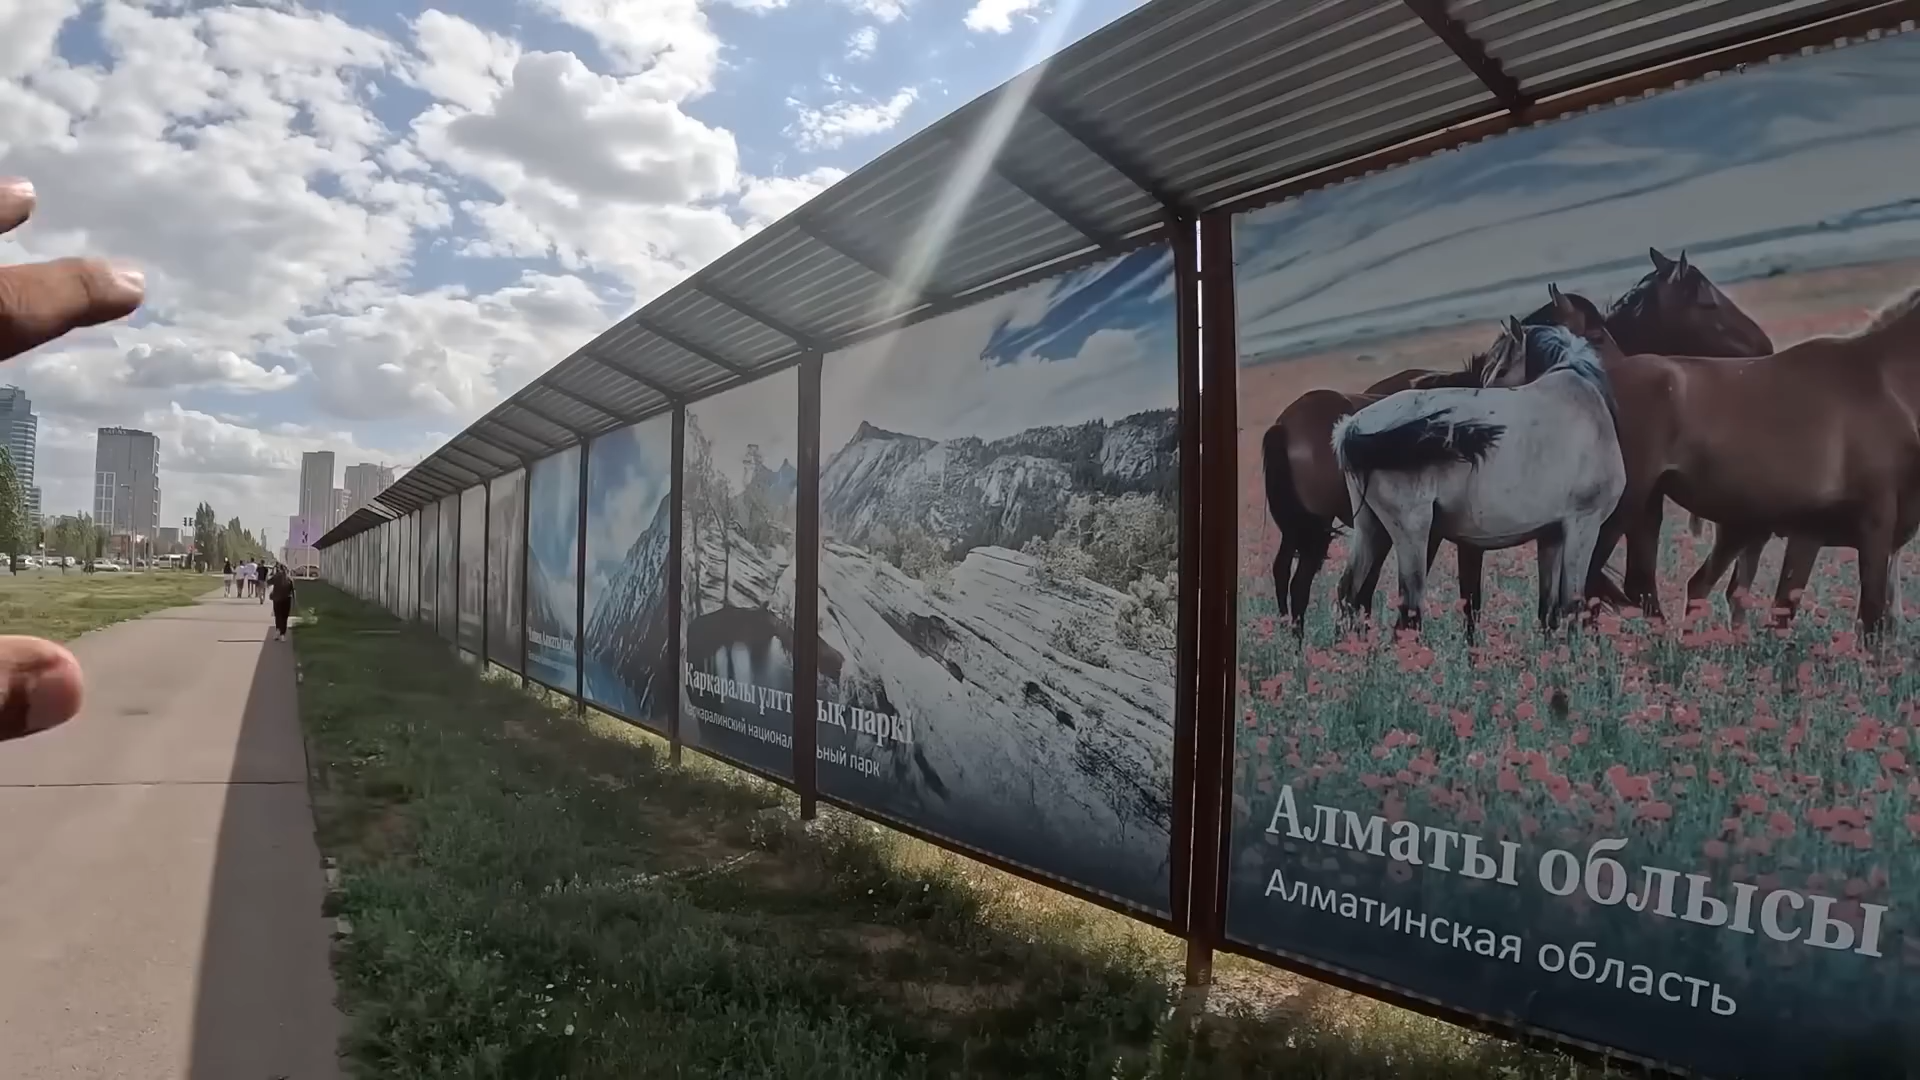 Қарқаралы ұлттық паркі
Каркаралинский национальный парк
Алматы облысы
Алматинская область